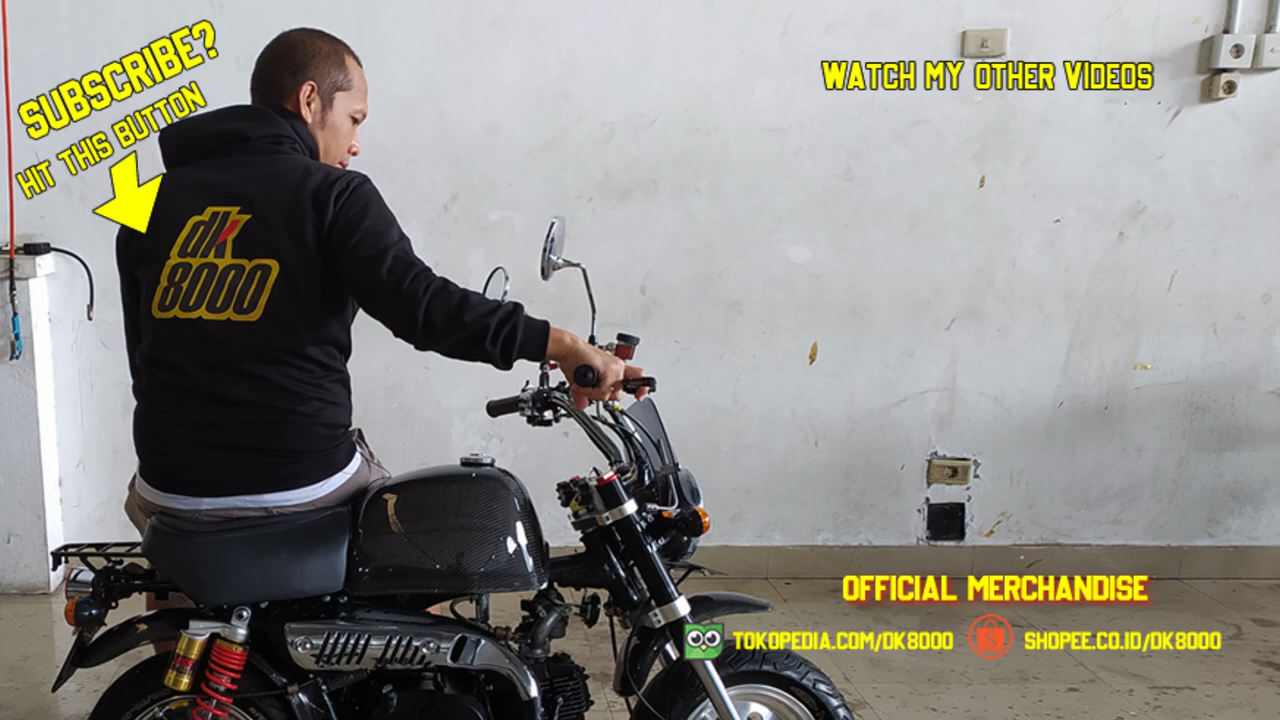 SUBSCRIBE?
HIT THIS BUTTON
WATCH MY OTHER VIDEOS
dk
8000
OFFICIAL MERCHANDISE
TOKOPEDIA.COM/DK8000
SHOPEE.CO.ID/DK8000